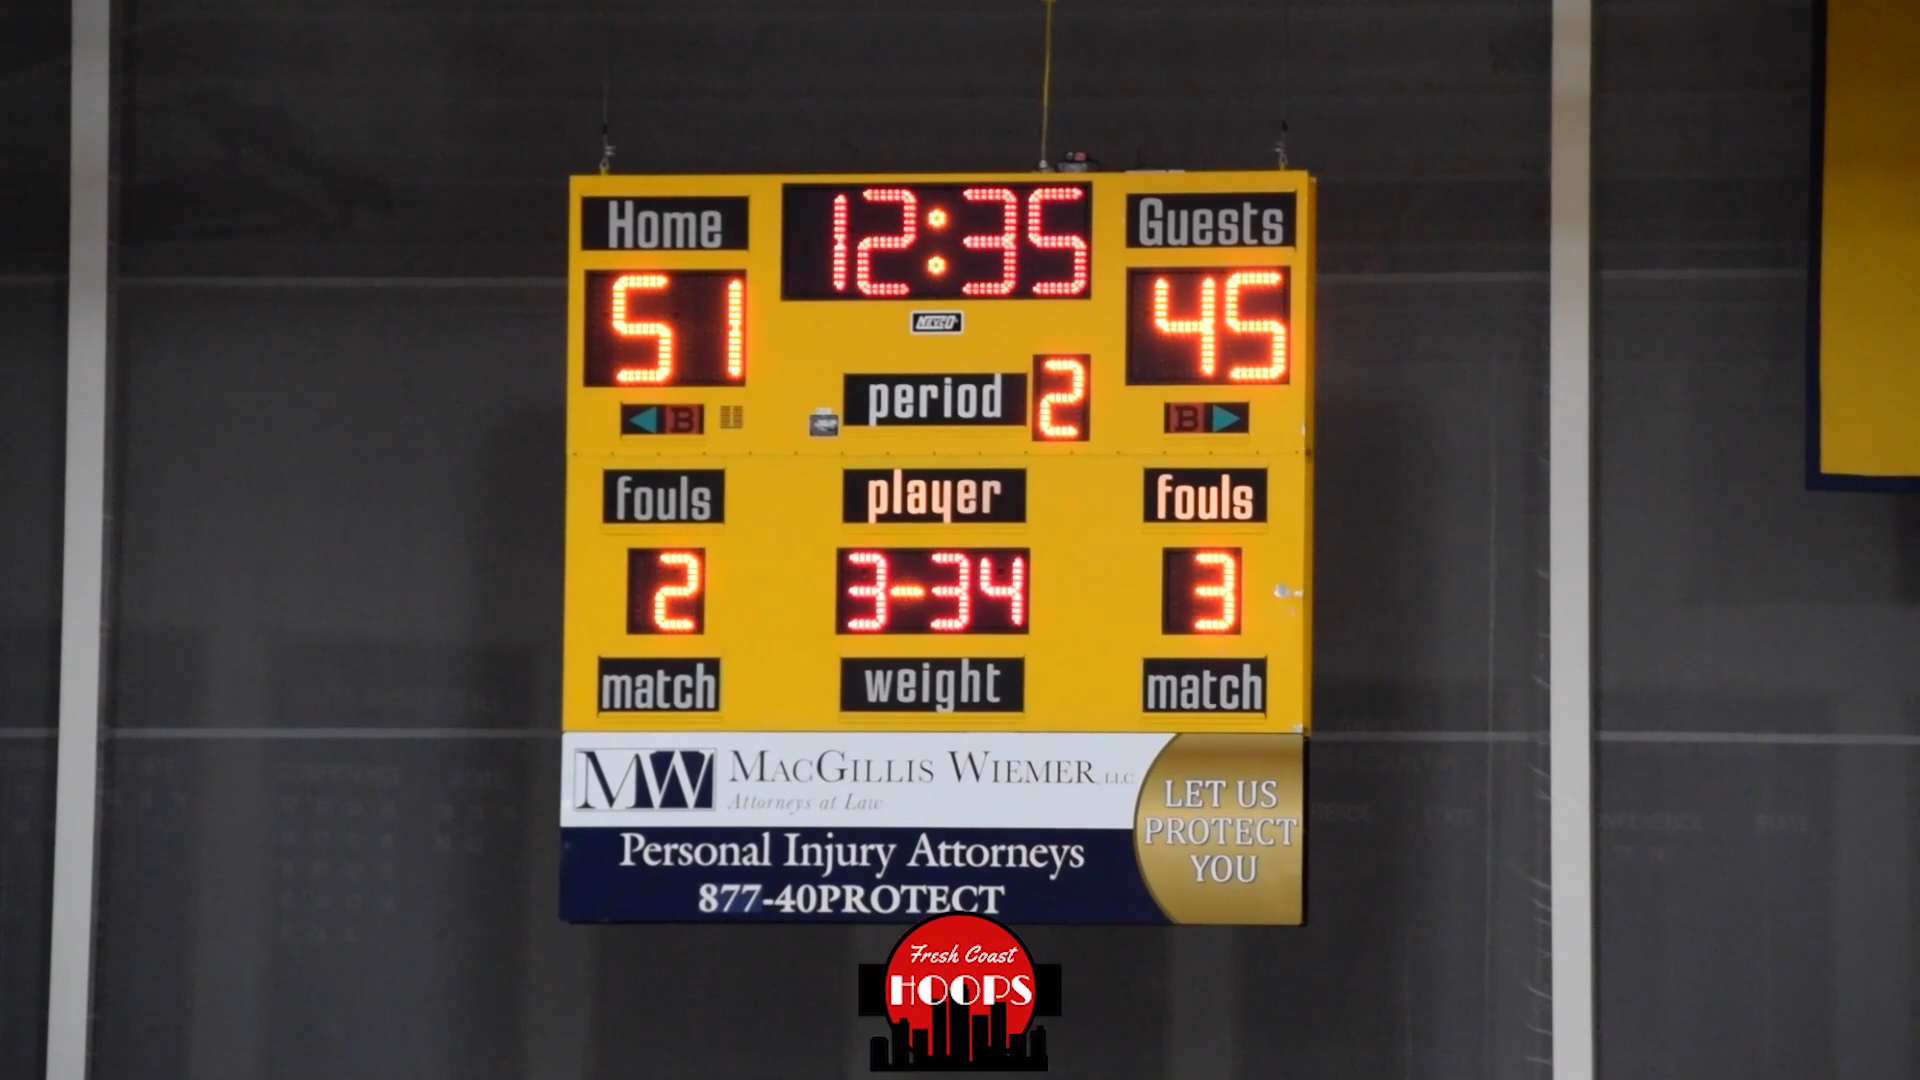 Home
12:35
Guests
51
45
NEVCO
period 2
B
B
fouls
player
fouls
2
3-34
3
match
weight
match
MW
MACGILLIS WIEMER, LLC
Attorneys at Law
Personal Injury Attorneys
877-40PROTECT
LET US
PROTECT
YOU
Fresh Coast
HOOPS